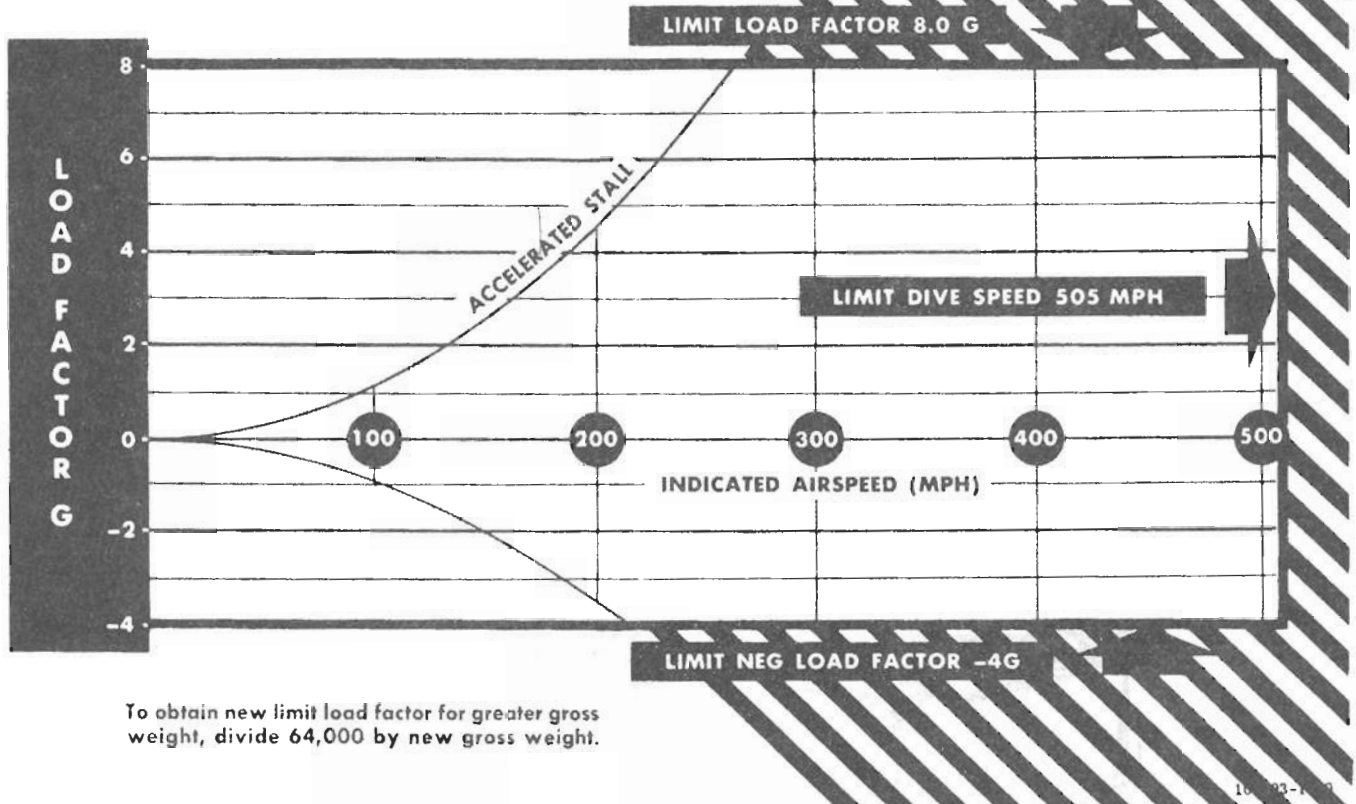 LIMIT LOAD FACTOR 8.0 G
LOAD FACTOR G
8
6
4
2
0
-2
-4
ACCELERATED STALL
LIMIT DIVE SPEED 505 MPH
100
200
300
400
500
INDICATED AIRSPEED (MPH)
LIMIT NEG LOAD FACTOR -4G
To obtain new limit load factor for greater gross
weight, divide 64,000 by new gross weight.